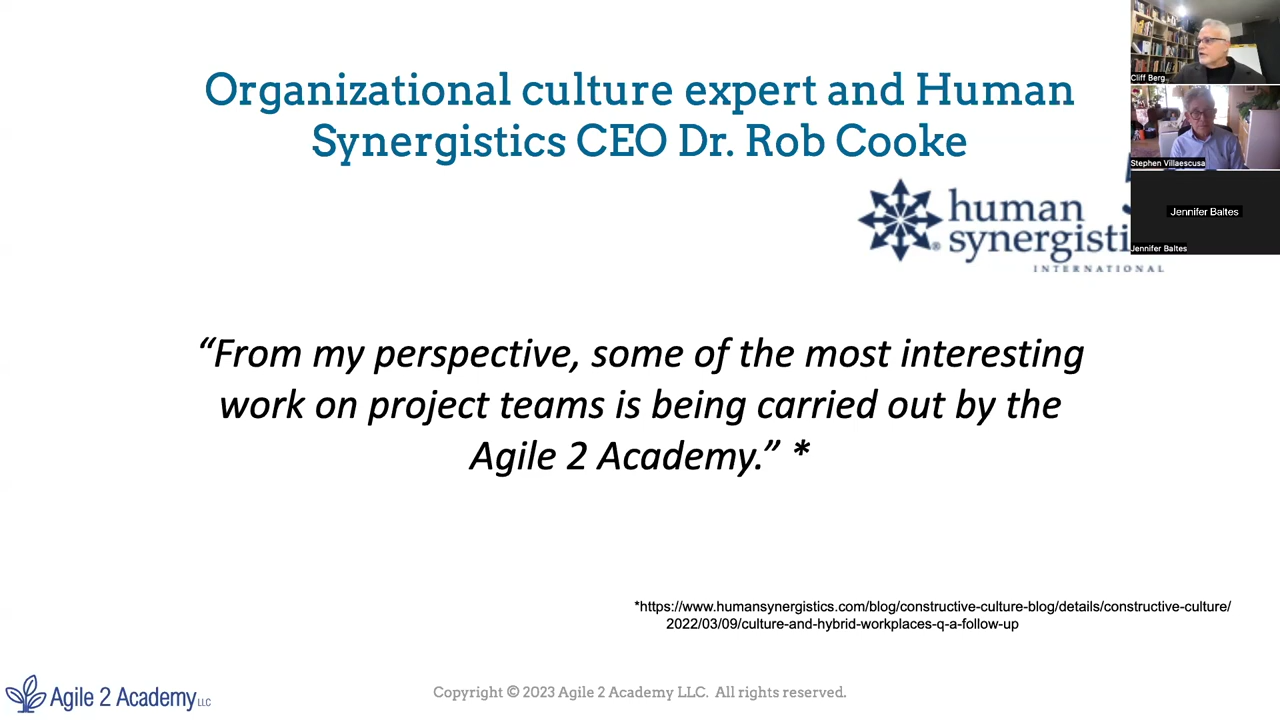 Organizational culture expert and Human
Synergistics CEO Dr. Rob Cooke
Cliff Berg
Stephen Villaescusa
Jennifer Baltes
Jennifer Baltes
human
®
INTERNATIONAL
“From my perspective, some of the most interesting
work on project teams is being carried out by the
Agile 2 Academy.” *
*https://www.humansynergistics.com/blog/constructive-culture-blog/details/constructive-culture/
2022/03/09/culture-and-hybrid-workplaces-q-a-follow-up
Agile 2 Academy LLC
Copyright © 2023 Agile 2 Academy LLC. All rights reserved.